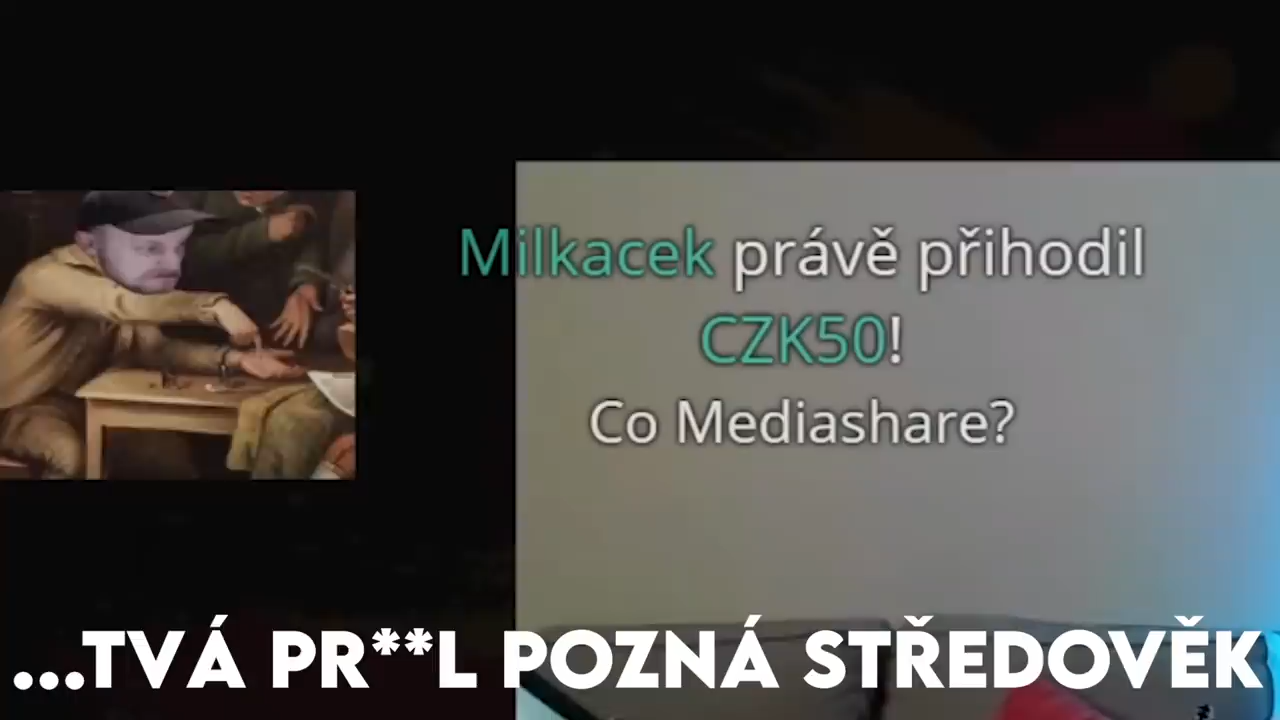 Milkacek právě přihodil
CZK50!
Co Mediashare?
...TVÁ PR**L POZNÁ STŘEDOVĚK